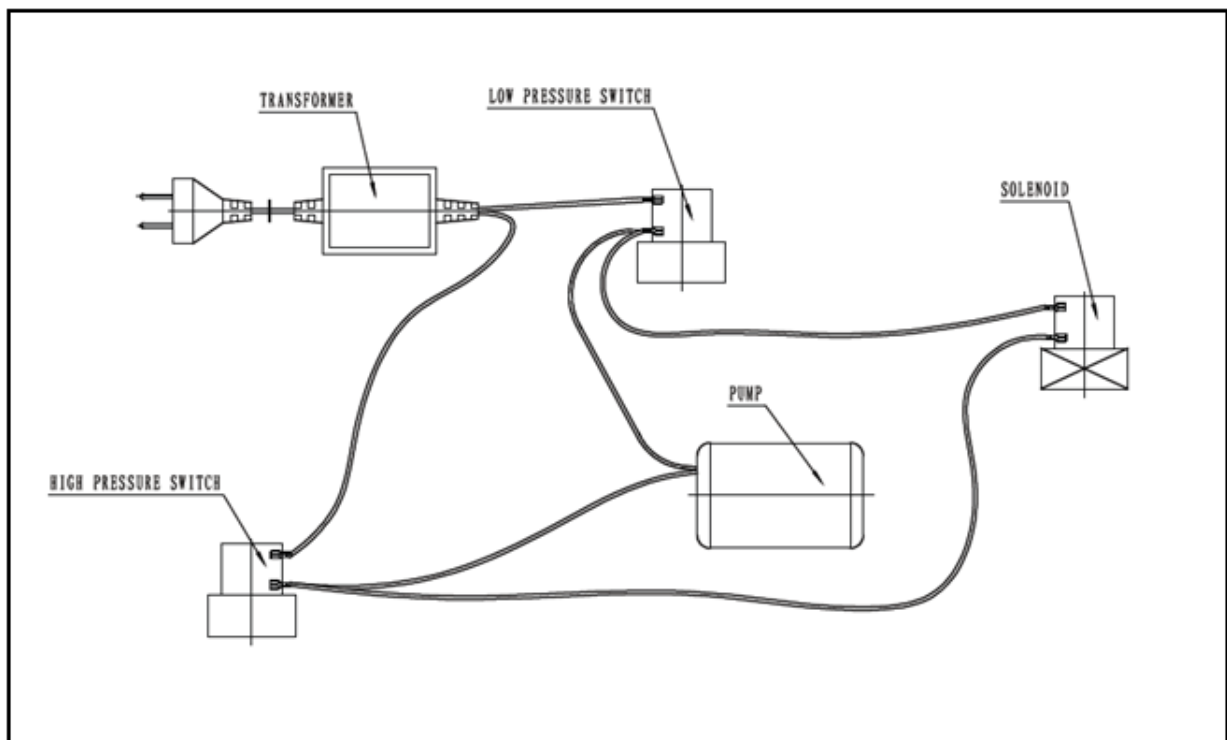 TRANSFORMER
LOW PRESSURE SWITCH
SOLENOID
PUMP
HIGH PRESSURE SWITCH